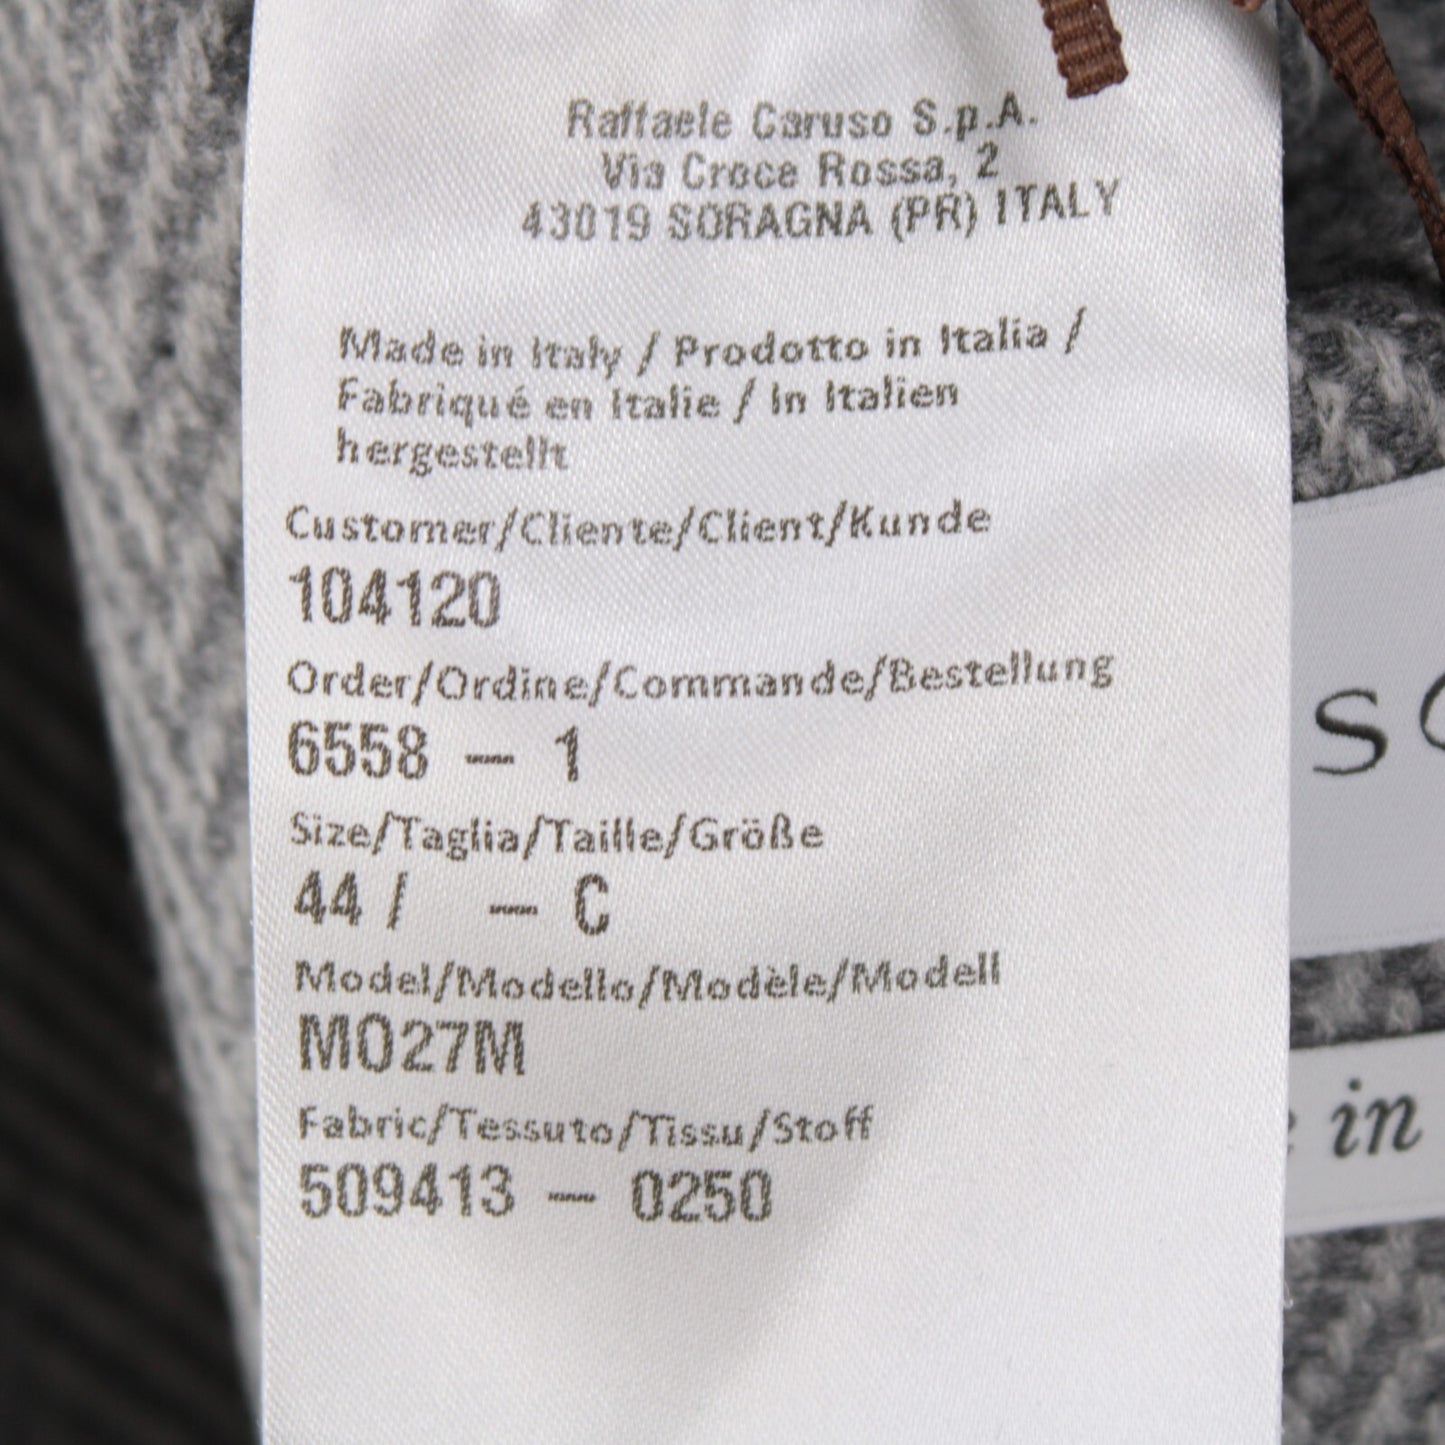 Raffaele Caruso S.p.A.
Via Croce Rossa, 2
43019 SORAGNA (PR) ITALY
Made in Italy / Prodotto in Italia /
Fabriqué en Italie / In Italien
hergestellt
Customer/Cliente/Client/Kunde
104120
Order/Ordine/Commande/Bestellung
6558 – 1
Size/Taglia/Taille/Größe
44 / – C
Model/Modello/Modèle/Modell
MO27M
Fabric/Tessuto/Tissu/Stoff
509413 – 0250
in